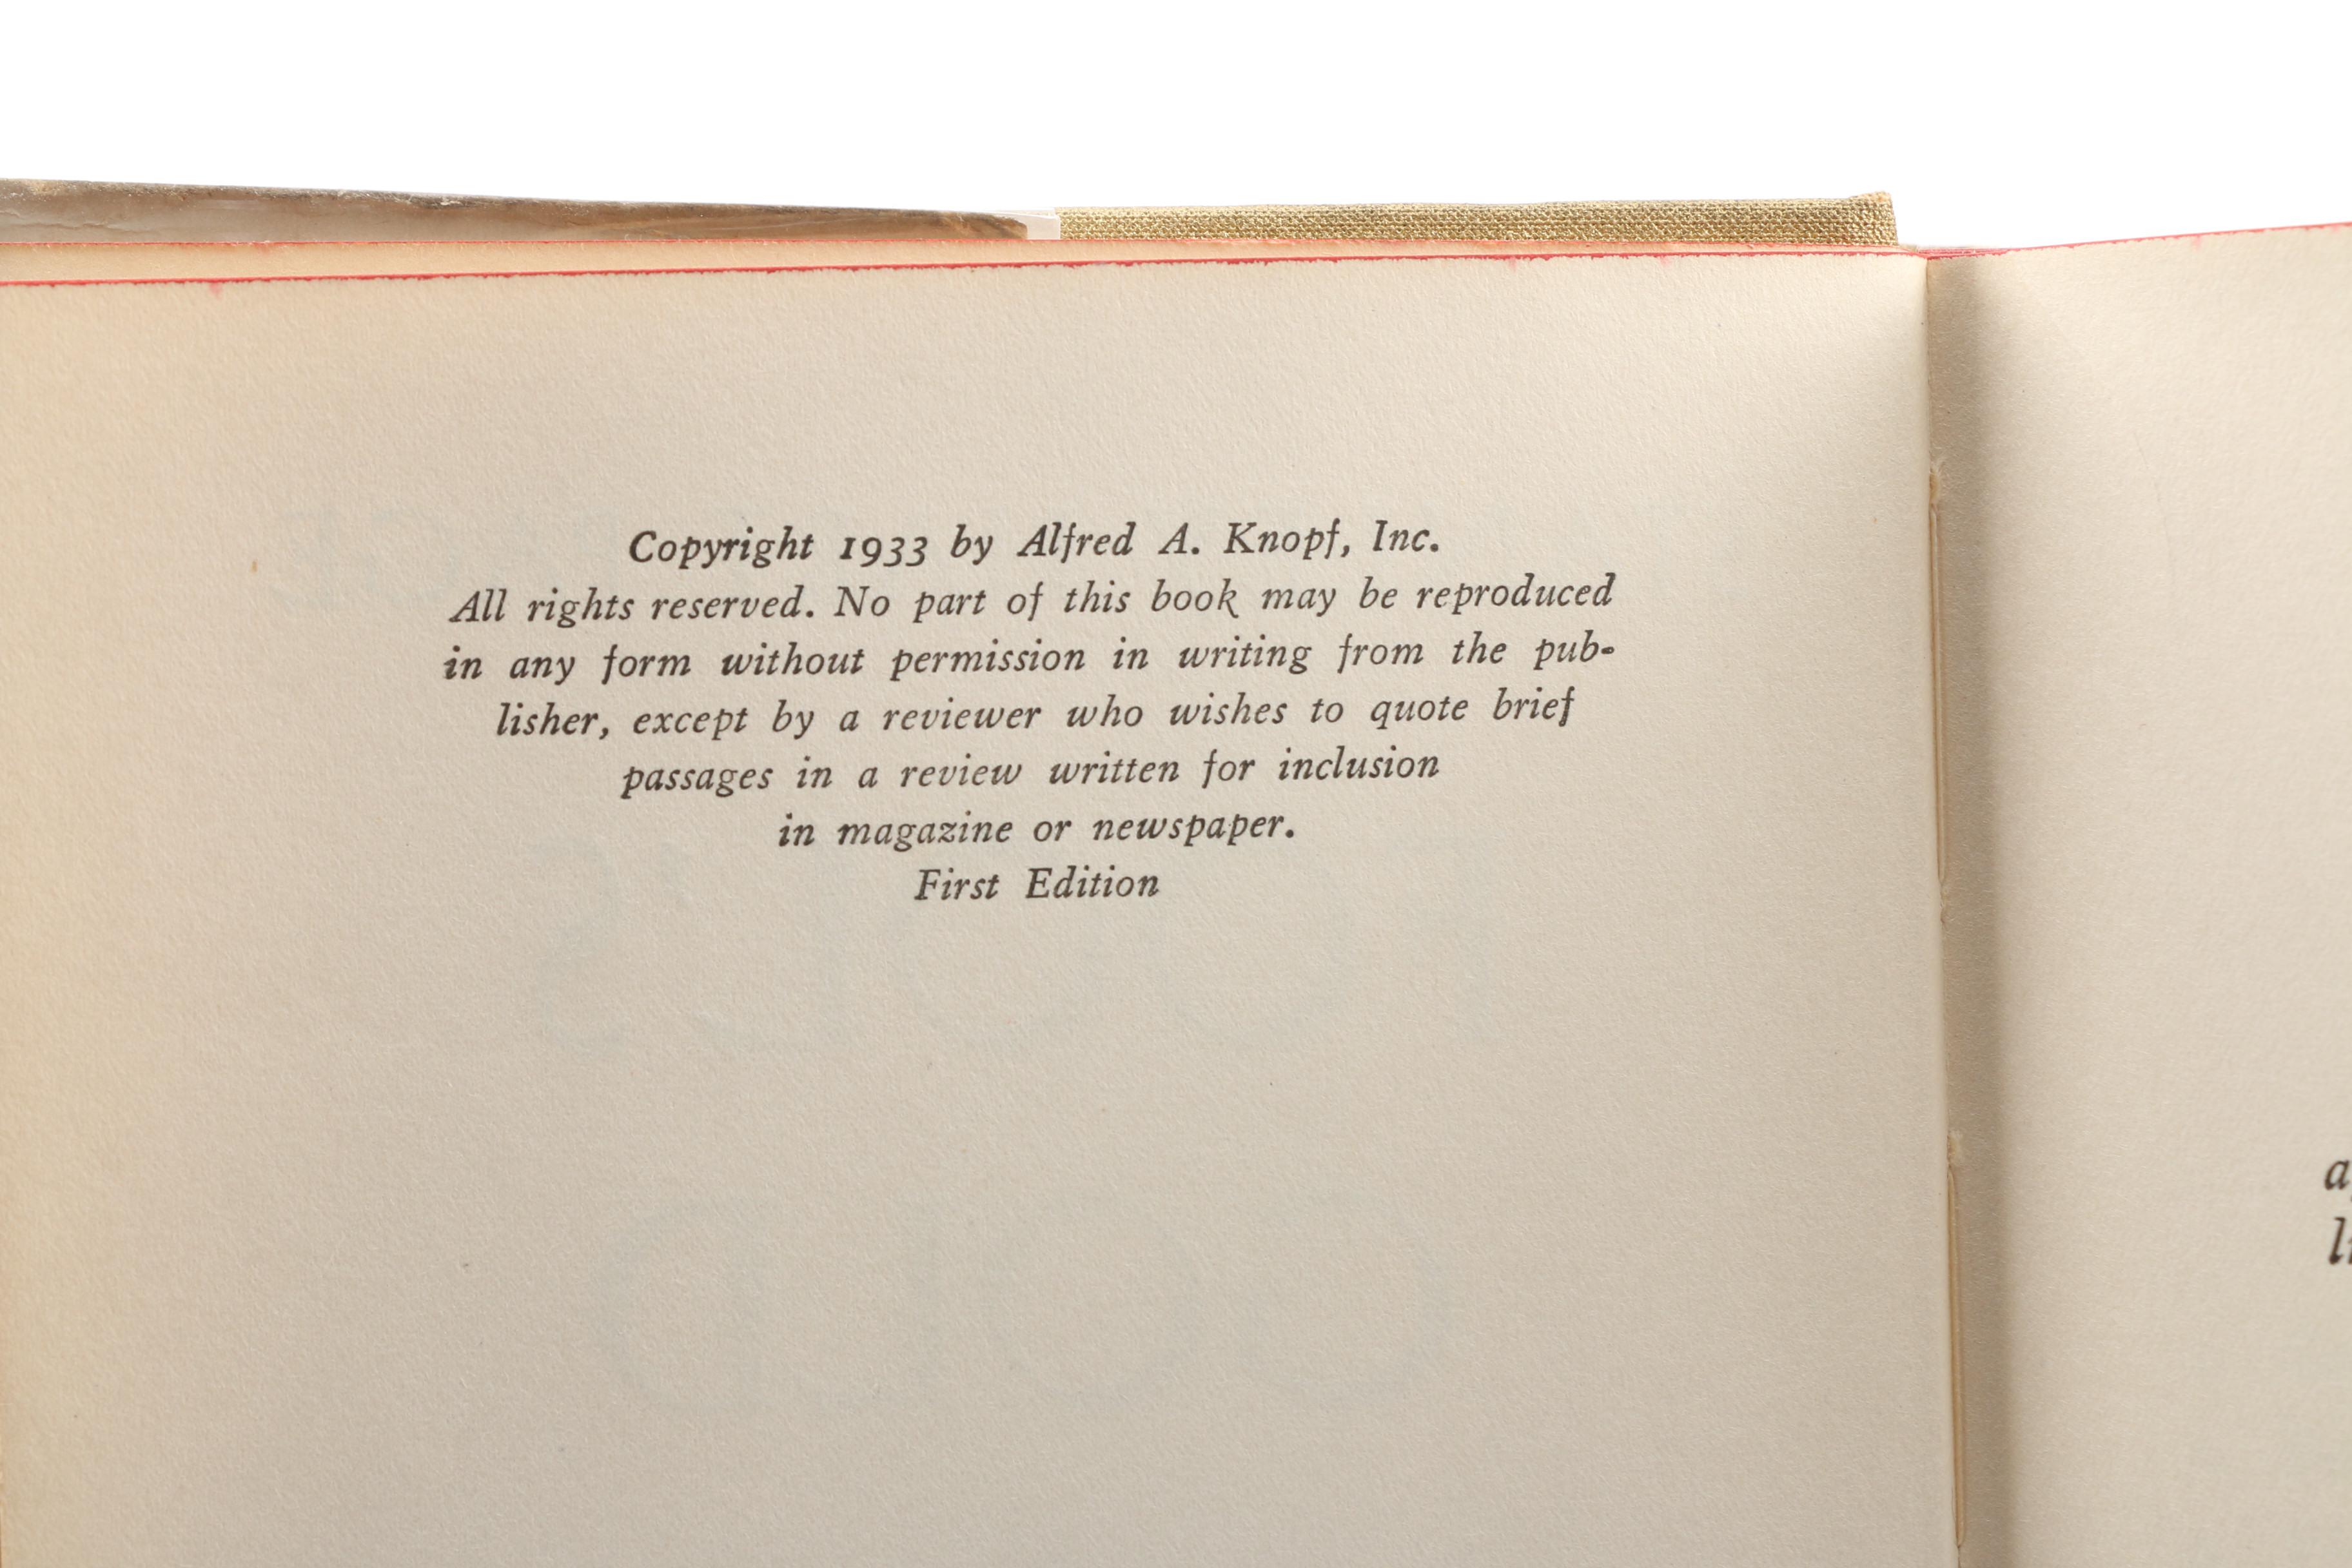 Copyright 1933 by Alfred A. Knopf, Inc.
All rights reserved. No part of this book may be reproduced
in any form without permission in writing from the pub-
lisher, except by a reviewer who wishes to quote brief
passages in a review written for inclusion
in magazine or newspaper.
First Edition